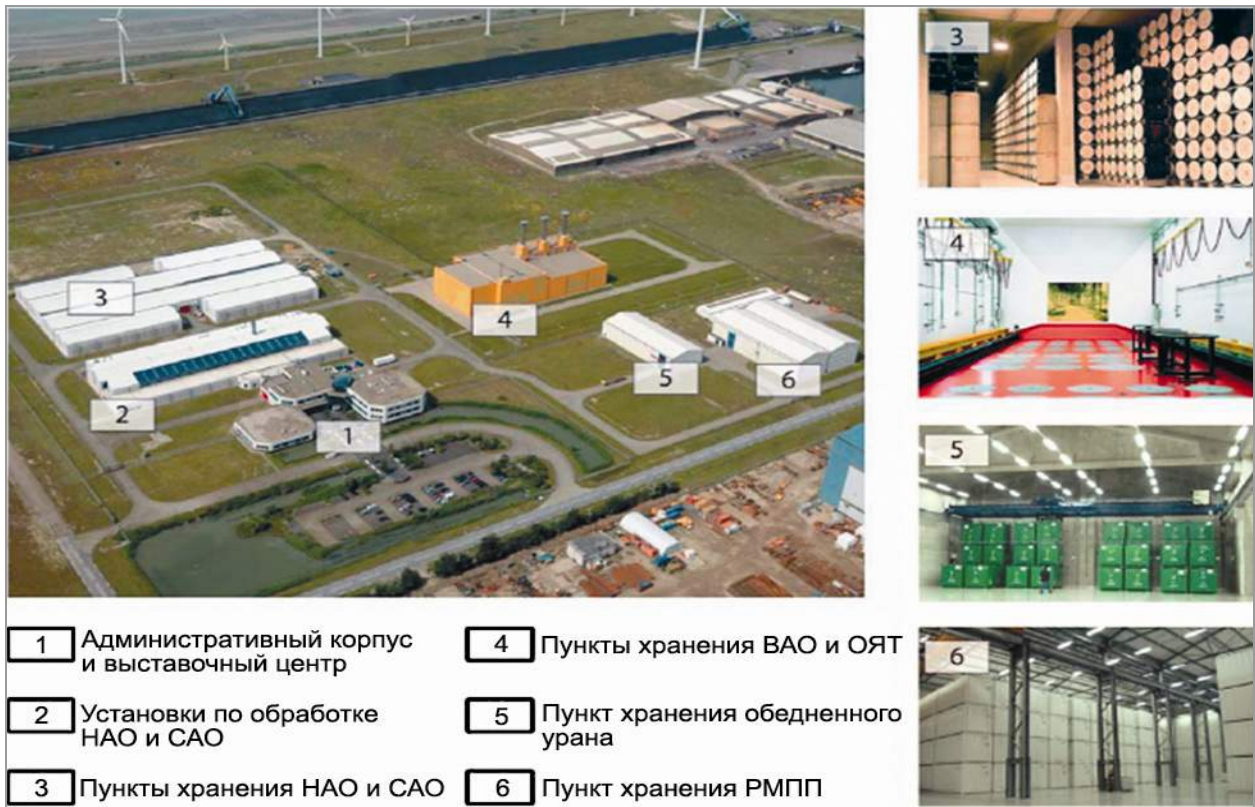 3
4
5
6
3
4
5
6
2
1
1 Административный корпус
и выставочный центр
2 Установки по обработке
НАО и САО
3 Пункты хранения НАО и САО
4 Пункты хранения ВАО и ОЯТ
5 Пункт хранения обедненного
урана
6 Пункт хранения РМПП